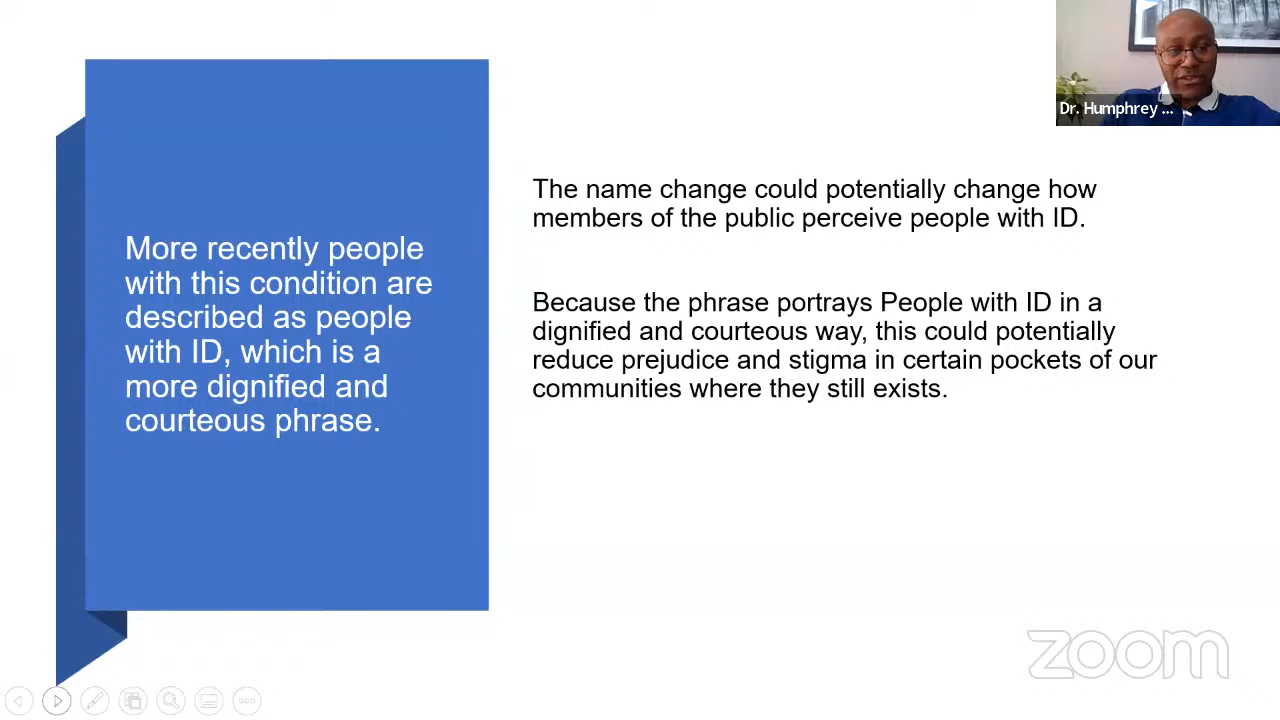 Dr. Humphrey ...
More recently people
with this condition are
described as people
with ID, which is a
more dignified and
courteous phrase.
The name change could potentially change how
members of the public perceive people with ID.
Because the phrase portrays People with ID in a
dignified and courteous way, this could potentially
reduce prejudice and stigma in certain pockets of our
communities where they still exists.
zoom